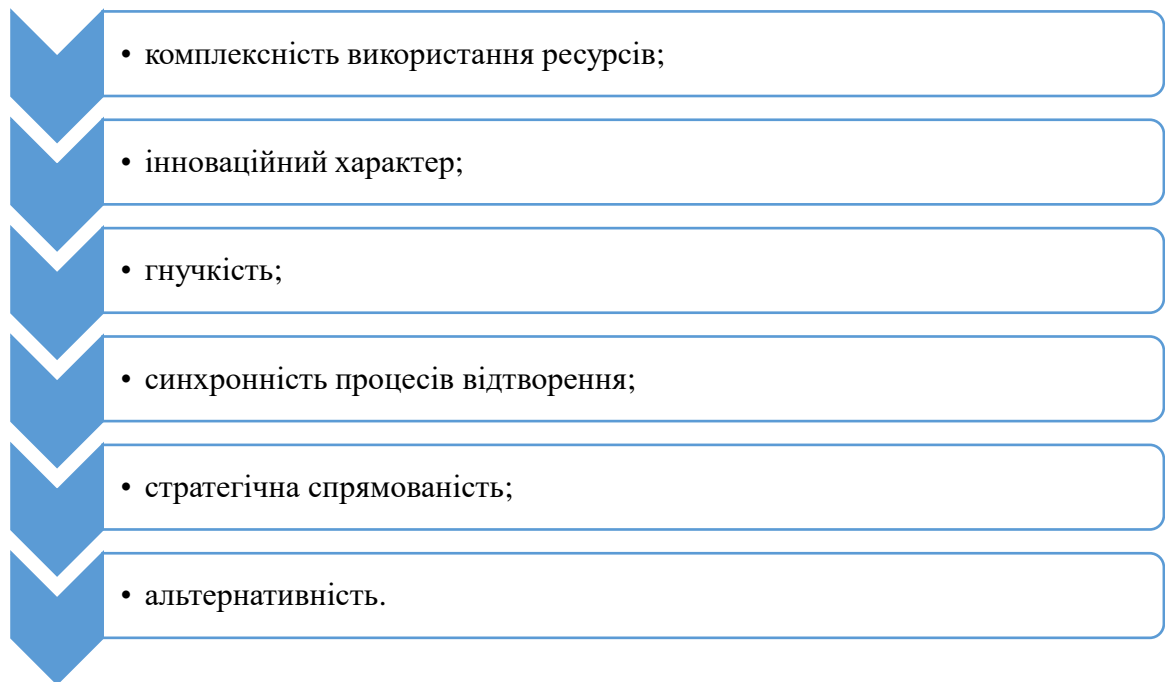 • комплексність використання ресурсів;
• інноваційний характер;
• гнучкість;
• синхронність процесів відтворення;
• стратегічна спрямованість;
• альтернативність.